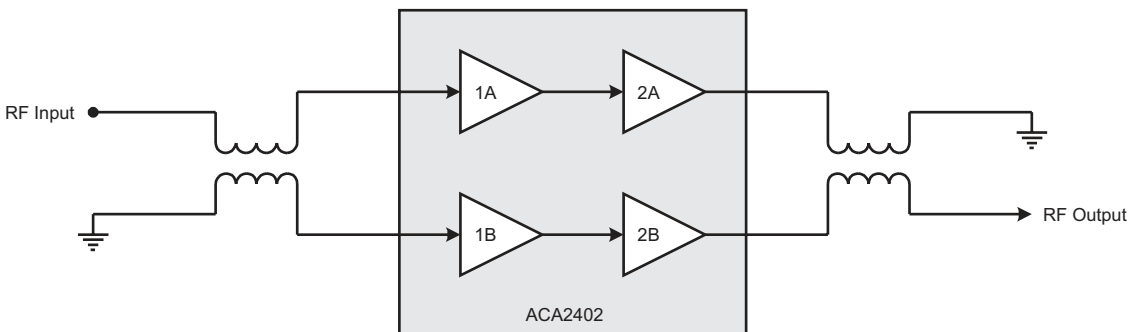 RF Input
1A
2A
1B
2B
RF Output
ACA2402